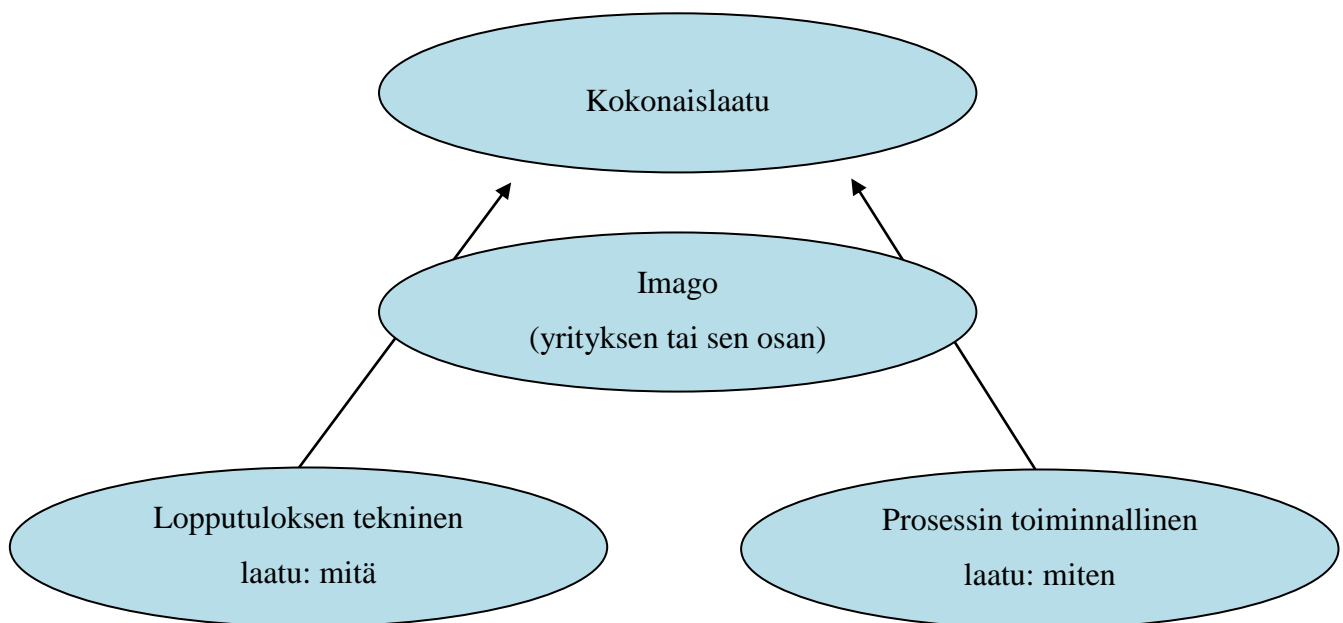 Kokonaislaatu
Imago
(yrityksen tai sen osan)
Lopputuloksen tekninen
laatu: mitä
Prosessin toiminnallinen
laatu: miten